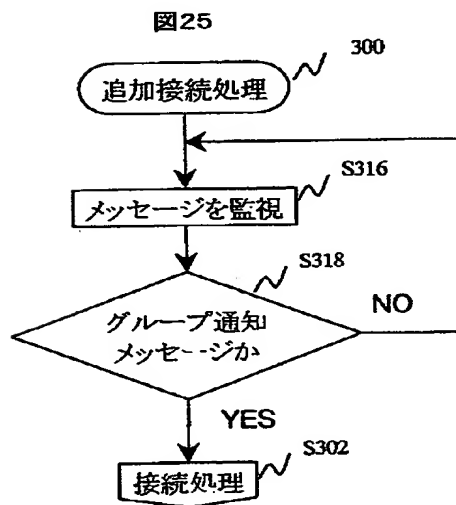 図25
300
追加接続処理
S316
メッセージを監視
S318
グループ通知
メッセージか
NO
YES
S302
接続処理